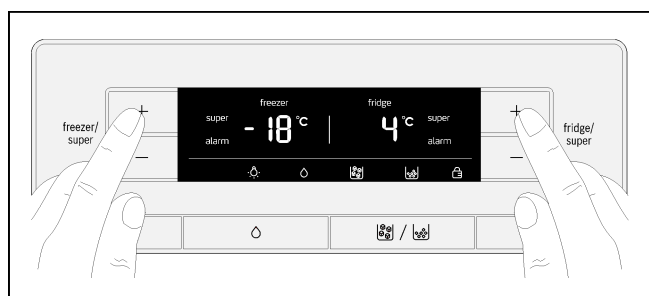 freezer
fridge
super
-18°C
4°C
super
alarm
alarm
freezer/
super
+
−
+
−
fridge/
super
/